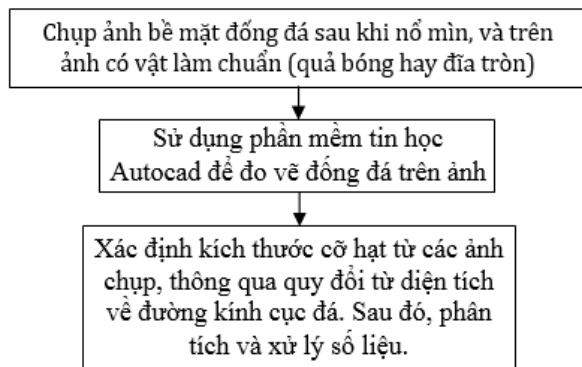 Chụp ảnh bề mặt đống đá sau khi nổ mìn, và trên
ảnh có vật làm chuẩn (quả bóng hay đĩa tròn)
Sử dụng phần mềm tin học
Autocad để đo vẽ đống đá trên ảnh
Xác định kích thước cỡ hạt từ các ảnh
chụp, thông qua quy đổi từ diện tích
về đường kính cục đá. Sau đó, phân
tích và xử lý số liệu.